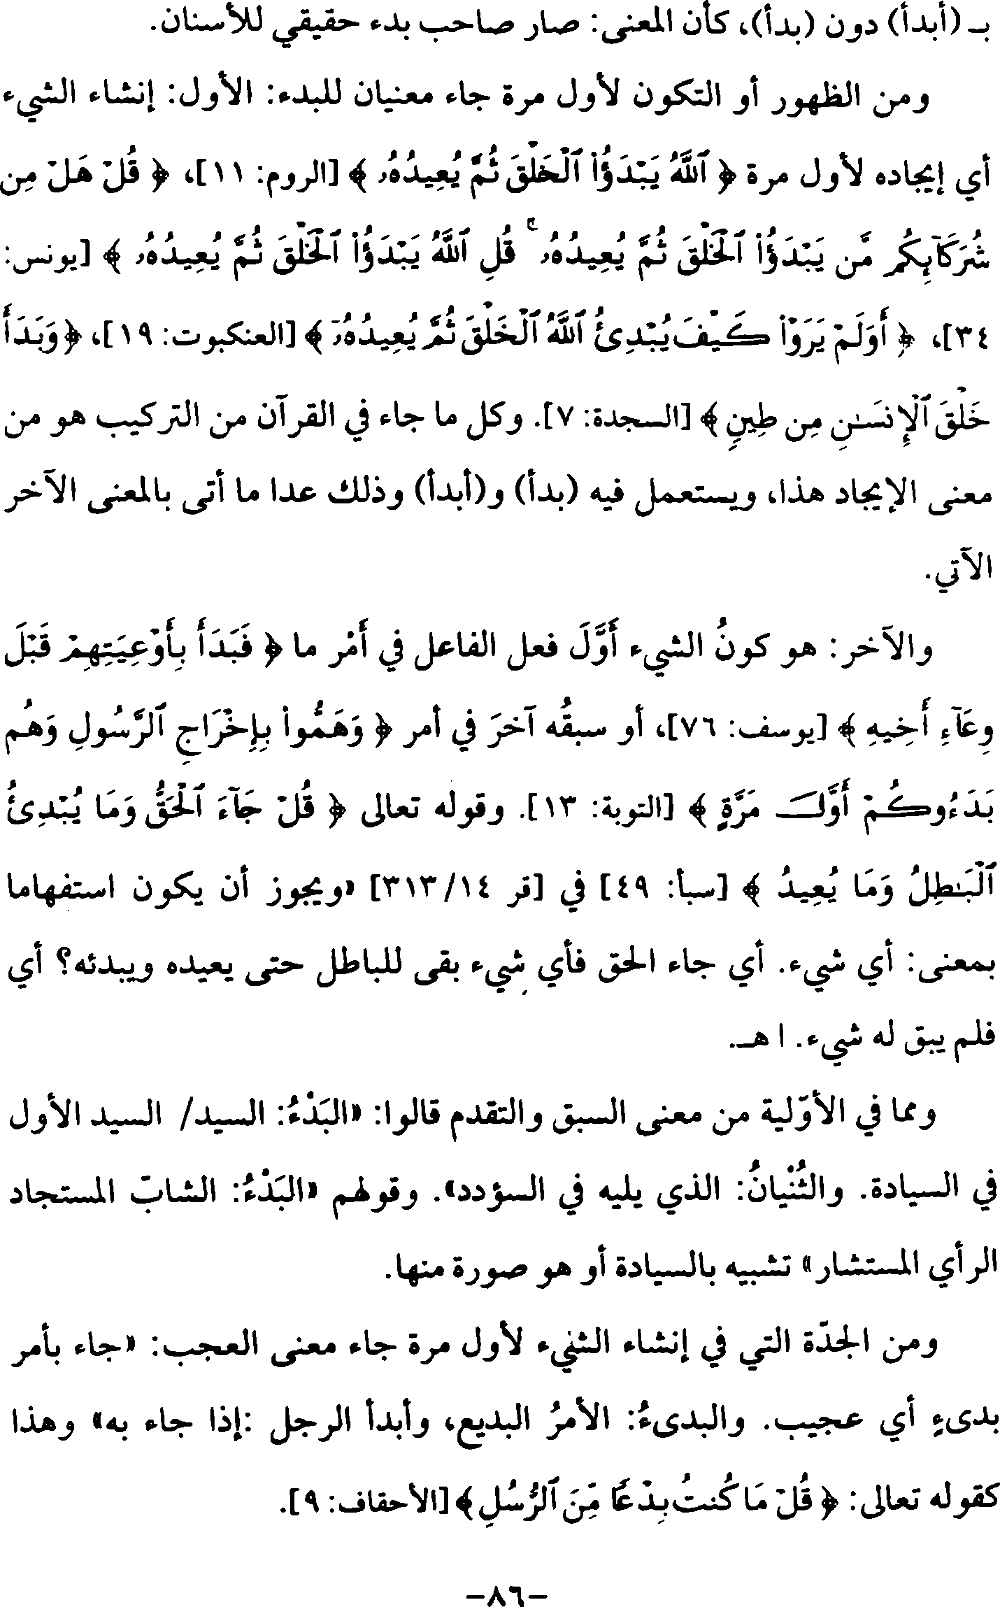 بـ (أبدأ) دون (بدأ)، كأن المعنى: صار صاحب بدء حقيقي للأسنان.
ومن الظهور أو التكون لأول مرة جاء معنيان للبدء: الأول: إنشاء الشيء
أي إيجاده لأول مرة ﴿ ٱللَّهُ يَبْدَؤُاْ ٱلْخَلْقَ ثُمَّ يُعِيدُهُۥ ﴾ [الروم: ١١]، ﴿ قُلْ هَلْ مِن
شُرَكَآئِكُم مَّن يَبْدَؤُاْ ٱلْخَلْقَ ثُمَّ يُعِيدُهُۥ ۚ قُلِ ٱللَّهُ يَبْدَؤُاْ ٱلْخَلْقَ ثُمَّ يُعِيدُهُۥ ﴾ [يونس:
٣٤]، ﴿ أَوَلَمْ يَرَوْاْ كَيْفَ يُبْدِئُ ٱللَّهُ ٱلْخَلْقَ ثُمَّ يُعِيدُهُۥٓ ﴾ [العنكبوت: ١٩]، ﴿ وَبَدَأَ
خَلْقَ ٱلْإِنسَـٰنِ مِن طِينٍ ﴾ [السجدة: ٧]. وكل ما جاء في القرآن من التركيب هو من
معنى الإيجاد هذا، ويستعمل فيه (بدأ) و(أبدأ) وذلك عدا ما أتى بالمعنى الآخر
الآتي.
والآخر: هو كونُ الشيء أَوَّلَ فعل الفاعل في أَمْر ما ﴿ فَبَدَأَ بِأَوْعِيَتِهِمْ قَبْلَ
وِعَآءِ أَخِيهِ ﴾ [يوسف: ٧٦]، أو سبقُه آخرَ في أمر ﴿ وَهَمُّواْ بِإِخْرَاجِ ٱلرَّسُولِ وَهُم
بَدَءُوكُمْ أَوَّلَ مَرَّةٍ ﴾ [التوبة: ١٣]. وقوله تعالى ﴿ قُلْ جَآءَ ٱلْحَقُّ وَمَا يُبْدِئُ
ٱلْبَـٰطِلُ وَمَا يُعِيدُ ﴾ [سبأ: ٤٩] في [قر ١٤/ ٣١٣] «ويجوز أن يكون استفهاما
بمعنى: أي شيء. أي جاء الحق فأي شيء بقى للباطل حتى يعيده ويبدئه؟ أي
فلم يبق له شيء. ا هـ.
ومما في الأوّلية من معنى السبق والتقدم قالوا: «البَدْءُ: السيد/ السيد الأول
في السيادة. والثُنْيانُ: الذي يليه في السؤدد». وقولهم «البَدْءُ: الشابّ المستجاد
الرأي المستشار» تشبيه بالسيادة أو هو صورة منها.
ومن الجدّة التي في إنشاء الشيء لأول مرة جاء معنى العجب: «جاء بأمر
بدىءٍ أي عجيب. والبدىءُ: الأمرُ البديع، وأبدأ الرجل :إذا جاء به» وهذا
كقوله تعالى: ﴿ قُلْ مَا كُنتُ بِدْعًا مِّنَ ٱلرُّسُلِ ﴾ [الأحقاف: ٩].
–٨٦–